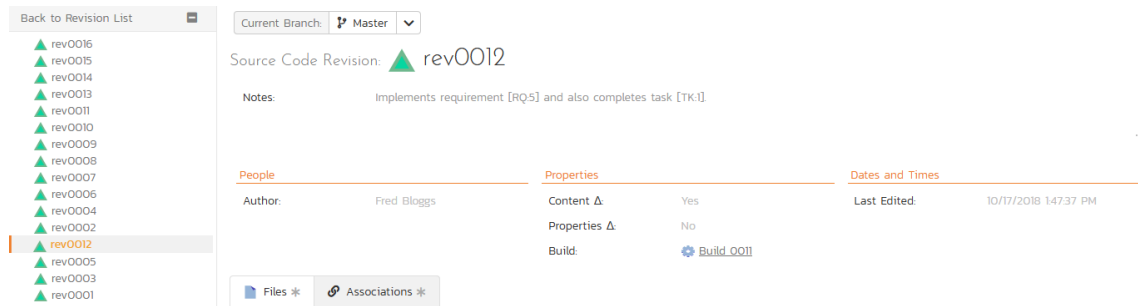 Back to Revision List
rev0016
rev0015
rev0014
rev0013
rev0011
rev0010
rev0009
rev0008
rev0007
rev0006
rev0004
rev0002
rev0012
rev0005
rev0003
rev0001
Current Branch: Master
Source Code Revision: rev0012
Notes: Implements requirement [RQ:5] and also completes task [TK:1].
People
Author: Fred Bloggs
Properties
Content Δ: Yes
Properties Δ: No
Build: Build 0011
Dates and Times
Last Edited: 10/17/2018 1:47:37 PM
Files * Associations *